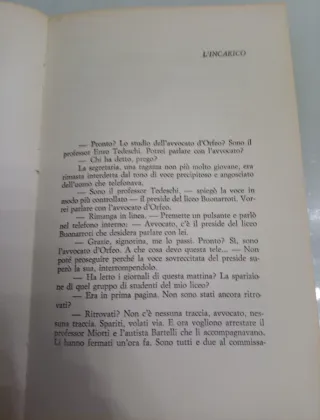 L'INCARICO
— Pronto? Lo studio dell'avvocato d'Orfeo? Sono il
professor Enzo Tedeschi. Potrei parlare con l'avvocato?
— Chi ha detto, prego?
La segretaria, una ragazza non più molto giovane, era
rimasta interdetta dal tono di voce precipitoso e angosciato
dell'uomo che telefonava.
— Sono il professor Tedeschi. — spiegò la voce in
modo più controllato — il preside del liceo Buonarroti. Vor-
rei parlare con l'avvocato.
— Rimanga in linea. — Premette un pulsante e parlò
nel telefono interno: — Avvocato, c'è il preside del liceo
Buonarroti che desidera parlare con lei.
— Grazie, signorina, me lo passi. Pronto? Sì, sono
l'avvocato d'Orfeo. A che cosa devo questa tele... — Non
poté proseguire perché la voce sovreccitata del preside su-
però la sua, interrompendolo.
— Ha letto i giornali di questa mattina? La sparizio-
ne di quel gruppo di studenti del mio liceo?
— Era in prima pagina. Non sono stati ancora ritro-
vati?
— Ritrovati? Non c'è nessuna traccia, avvocato, nes-
suna traccia. Spariti, volati via. E ora vogliono arrestare il
professor Miotti e l'autista Battelli che li accompagnavano.
Li hanno fermati un'ora fa. Sono tutti e due al commissa-